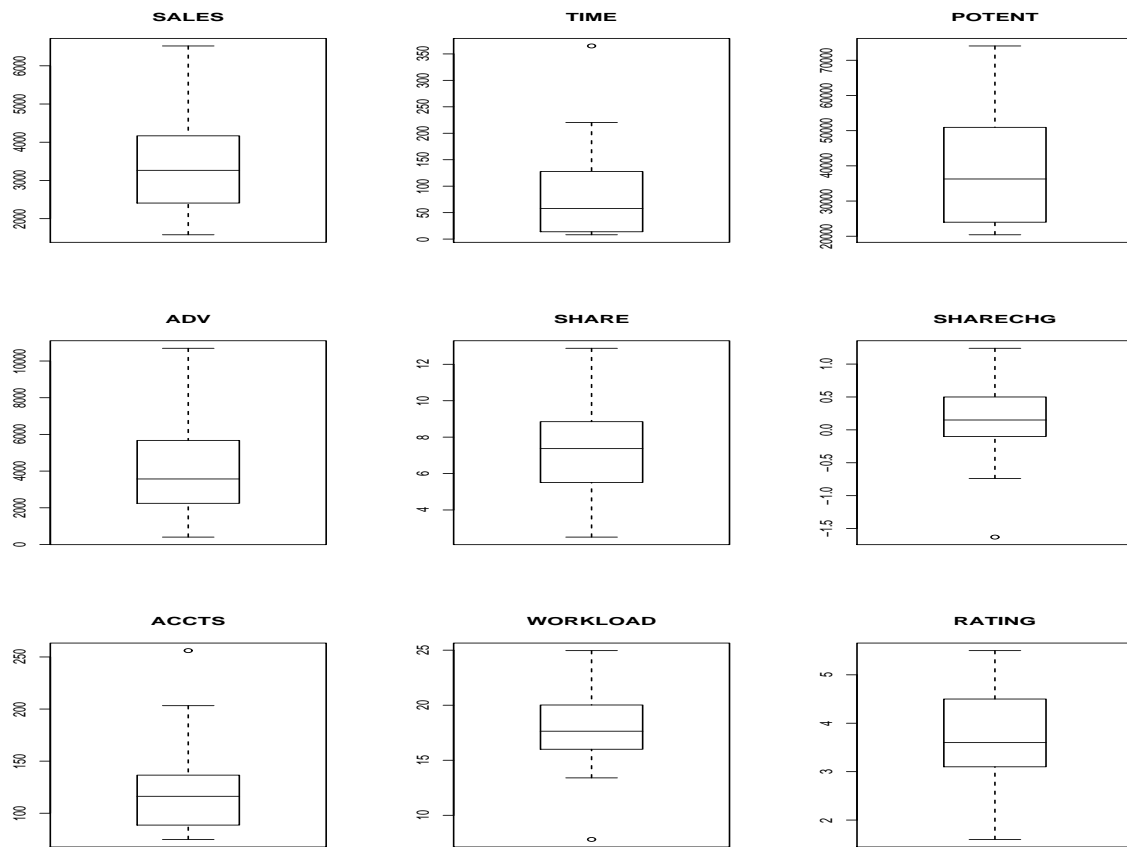 SALES
2000 3000 4000 5000 6000
TIME
0 50 100 150 200 250 300 350
POTENT
20000 30000 40000 50000 70000
ADV
0 2000 4000 6000 8000 10000
SHARE
4 6 8 10 12
SHARECHG
−1.5 −1.0 −0.5 0.0 0.5 1.0
ACCTS
100 150 200 250
WORKLOAD
10 15 20 25
RATING
2 3 4 5